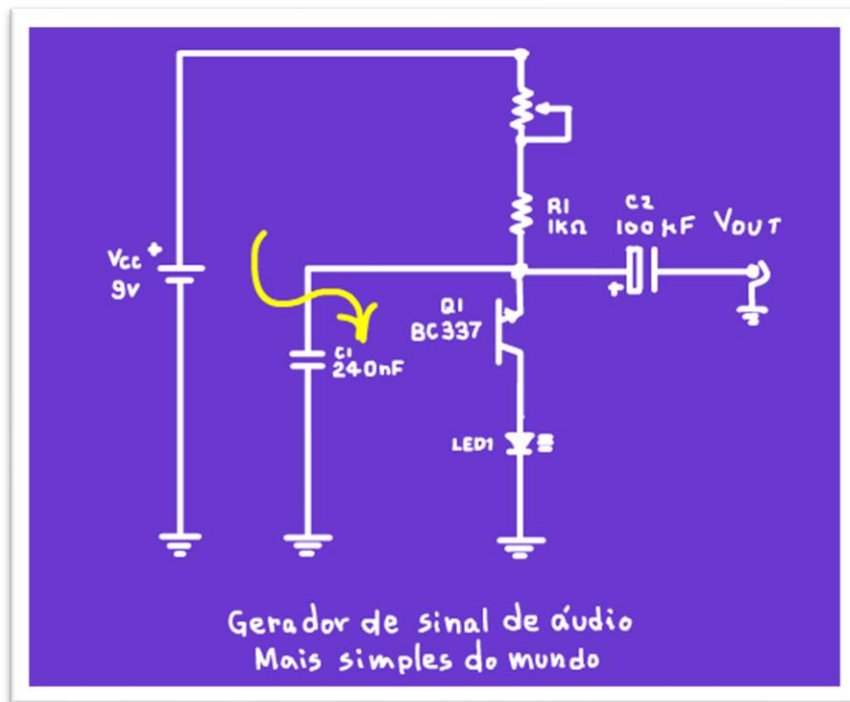 R1
1KΩ
C2
100µF
VOUT
Vcc +
9v
+
Q1
BC337
C1
240nF
LED1
Gerador de sinal de áudio
Mais simples do mundo